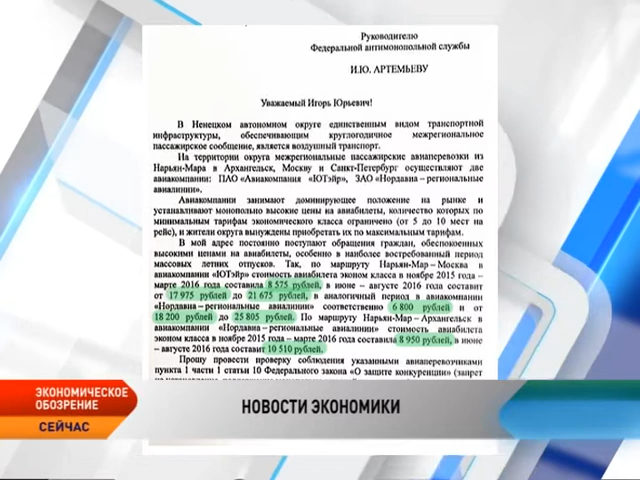 Руководителю
Федеральной антимонопольной службы
И.Ю. АРТЕМЬЕВУ
Уважаемый Игорь Юрьевич!
В Ненецком автономном округе единственным видом транспортной
инфраструктуры, обеспечивающим круглогодичное межрегиональное
пассажирское сообщение, является воздушный транспорт.
На территории округа межрегиональные пассажирские авиаперевозки из
Нарьян-Мара в Архангельск, Москву и Санкт-Петербург осуществляют две
авиакомпании: ПАО «Авиакомпания «ЮТэйр», ЗАО «Нордавиа – региональные
авиалинии».
Авиакомпании занимают доминирующее положение на рынке и
устанавливают монопольно высокие цены на авиабилеты, количество которых по
минимальным тарифам экономического класса ограничено (от 5 до 10 мест на
рейс), и жители округа вынуждены приобретать их по максимальным тарифам.
В мой адрес постоянно поступают обращения граждан, обеспокоенных
высокими ценами на авиабилеты, особенно в наиболее востребованный период
массовых летних отпусков. Так, по маршруту Нарьян-Мар – Москва в
авиакомпании «ЮТЭйр» стоимость авиабилета эконом класса в ноябре 2015 года –
марте 2016 года составила 8 575 рублей, в июне – августе 2016 года составит
от 17 975 рублей до 21 675 рублей, в аналогичный период в авиакомпании
«Нордавиа – региональные авиалинии» соответственно 6 800 рублей и от
18 200 рублей до 25 805 рублей. По маршруту Нарьян-Мар – Архангельск в
авиакомпании «Нордавиа – региональные авиалинии» стоимость авиабилета
эконом класса в ноябре 2015 года – марте 2016 года составила 8 950 рублей, в июне
– августе 2016 года составит 10 510 рублей.
Прошу провести проверку соблюдения указанными авиаперевозчиками
пункта 1 части 1 статьи 10 Федерального закона «О защите конкуренции» (запрет
ЭКОНОМИЧЕСКОЕ
ОБОЗРЕНИЕ
СЕЙЧАС
НОВОСТИ ЭКОНОМИКИ